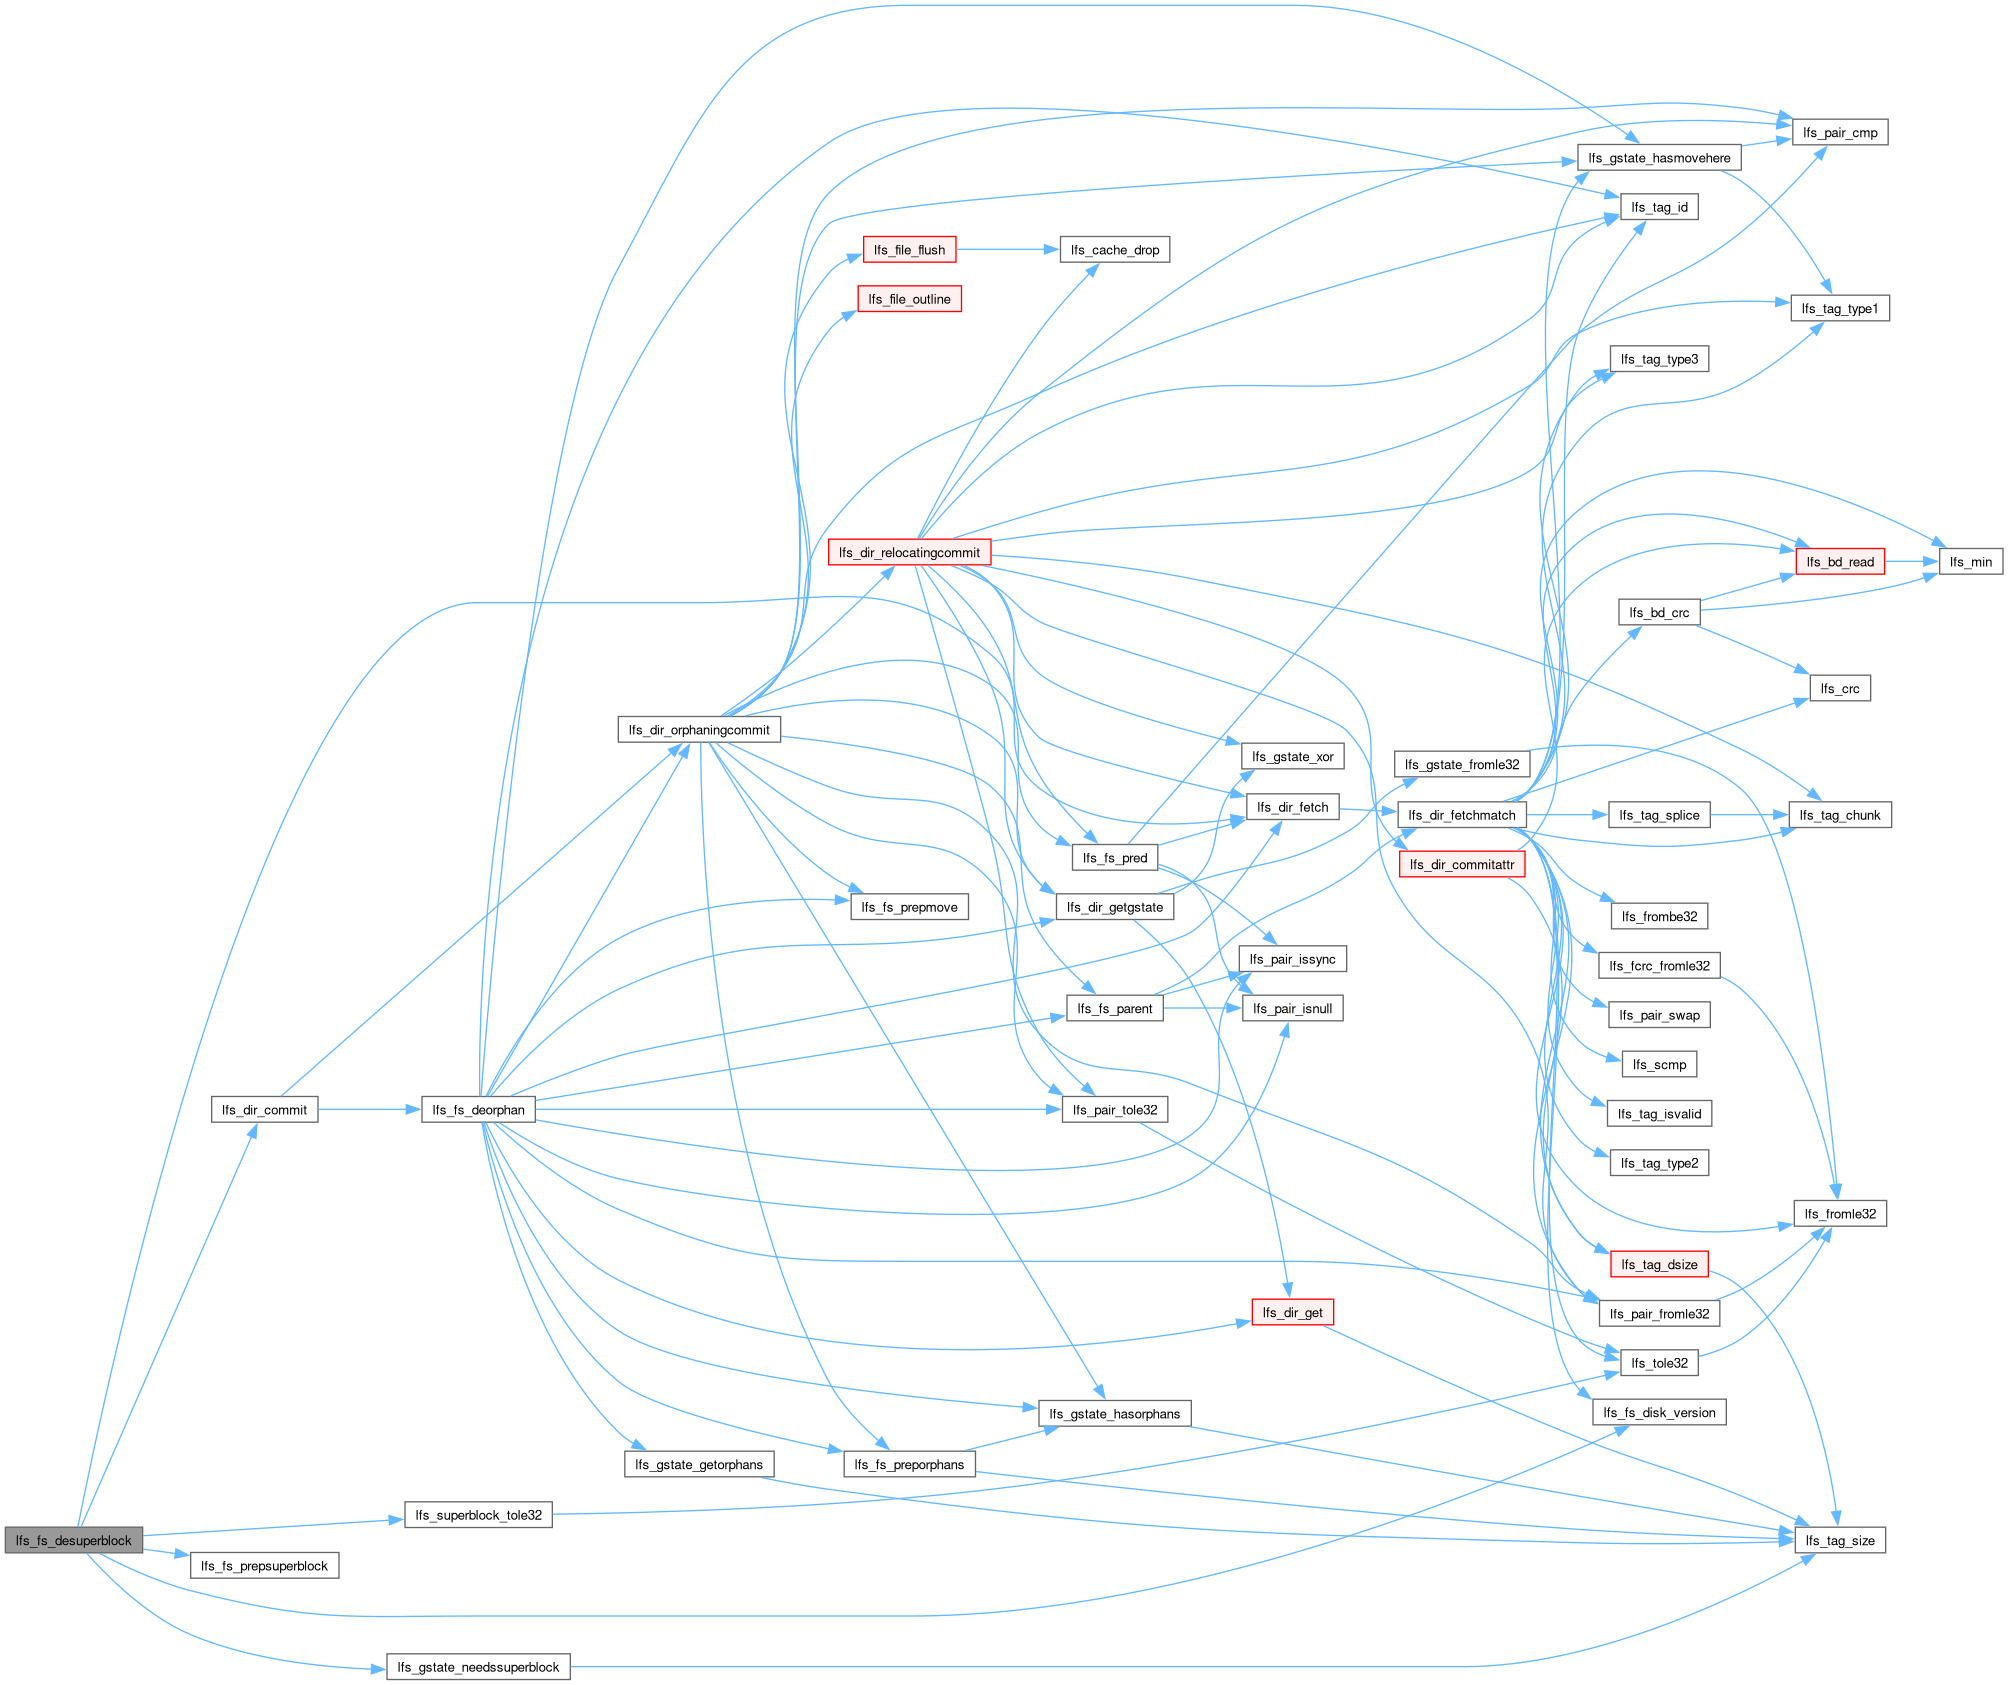 lfs_pair_cmp
lfs_gstate_hasmovehere
lfs_tag_id
lfs_file_flush
lfs_cache_drop
lfs_file_outline
lfs_tag_type1
lfs_tag_type3
lfs_dir_relocatingcommit
lfs_bd_read
lfs_min
lfs_bd_crc
lfs_crc
lfs_dir_orphaningcommit
lfs_gstate_xor
lfs_gstate_fromle32
lfs_dir_fetch
lfs_dir_fetchmatch
lfs_tag_splice
lfs_tag_chunk
lfs_fs_pred
lfs_dir_commitattr
lfs_fs_prepmove
lfs_dir_getgstate
lfs_frombe32
lfs_pair_issync
lfs_fcrc_fromle32
lfs_fs_parent
lfs_pair_isnull
lfs_pair_swap
lfs_scmp
lfs_dir_commit
lfs_fs_deorphan
lfs_pair_tole32
lfs_tag_isvalid
lfs_tag_type2
lfs_fromle32
lfs_tag_dsize
lfs_dir_get
lfs_pair_fromle32
lfs_tole32
lfs_gstate_hasorphans
lfs_fs_disk_version
lfs_gstate_getorphans
lfs_fs_preporphans
lfs_superblock_tole32
lfs_fs_desuperblock
lfs_tag_size
lfs_fs_prepsuperblock
lfs_gstate_needssuperblock